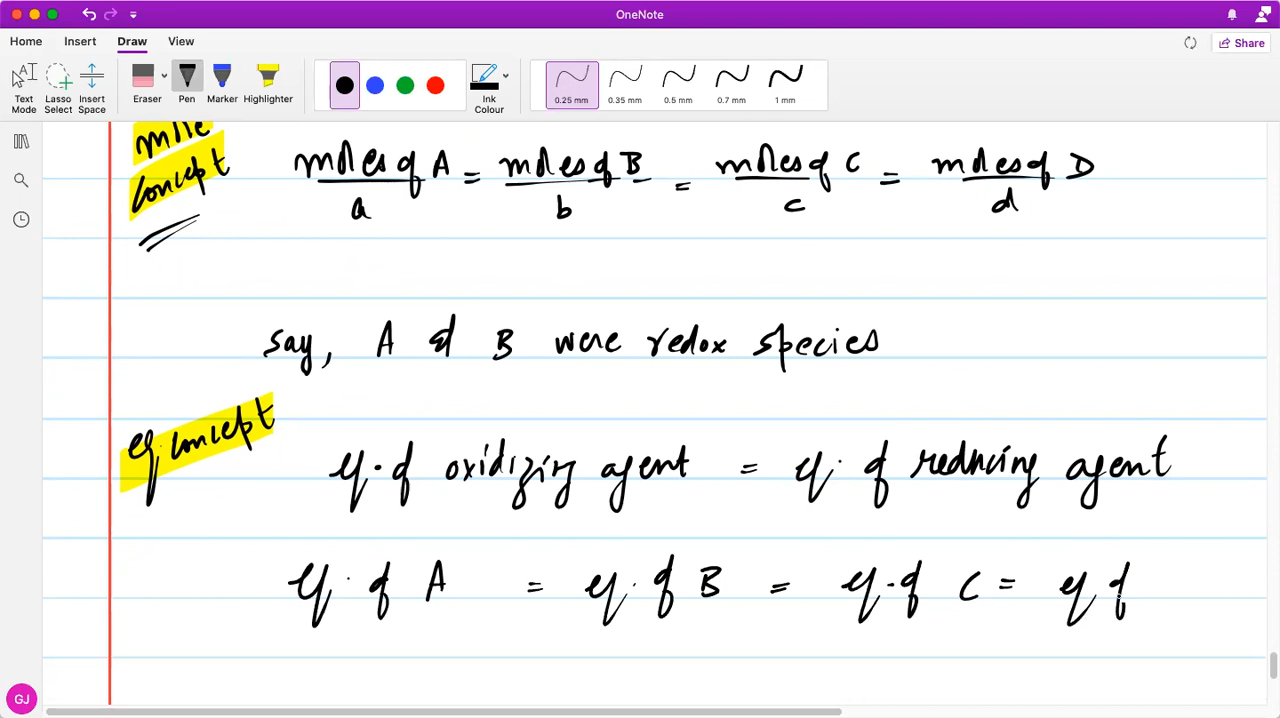 OneNote
Home Insert Draw View
Share
Text Mode
Lasso Select
Insert Space
Eraser
Pen
Marker
Highlighter
Ink Colour
0.25 mm 0.35 mm 0.5 mm 0.7 mm 1 mm
mole
concept
moles of A = moles of B = moles of C = moles of D
a b c d
say, A & B were redox species
eq. concept
eq. of oxidizing agent = eq. of reducing agent
eq. of A = eq. of B = eq. of C = eq of
GJ